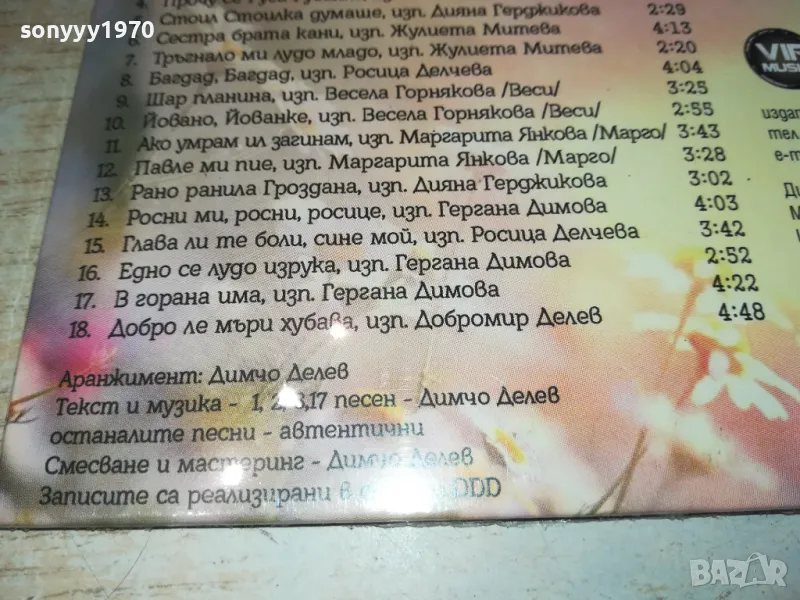 sonyyy1970
5. Стоил Стоилка думаше, изп. Дияна Герджикова 2:29
6. Сестра брата кани, изп. Жулиета Митева 4:13
7. Тръгнало ми лудо младо, изп. Жулиета Митева 2:20
8. Багдад, Багдад, изп. Росица Делчева 4:04
9. Шар планина, изп. Весела Горнякова /Веси/ 3:25
10. Йовано, Йованке, изп. Весела Горнякова /Веси/ 2:55
11. Ако умрам ил загинам, изп. Маргарита Янкова /Марго/ 3:43
12. Павле ми пие, изп. Маргарита Янкова /Марго/ 3:28
13. Рано ранила Гроздана, изп. Дияна Герджикова 3:02
14. Росни ми, росни, росице, изп. Гергана Димова 4:03
15. Глава ли те боли, сине мой, изп. Росица Делчева 3:42
16. Едно се лудо изрука, изп. Гергана Димова 2:52
17. В горана има, изп. Гергана Димова 4:22
18. Добро ле мъри хубава, изп. Добромир Делев 4:48
Аранжимент: Димчо Делев
Текст и музика - 1, 2, 3,17 песен - Димчо Делев
останалите песни - автентични
Смесване и мастеринг - Димчо Делев
Записите са реализирани в DDD
MUSIC
издат
тел
e-m
BAZAR